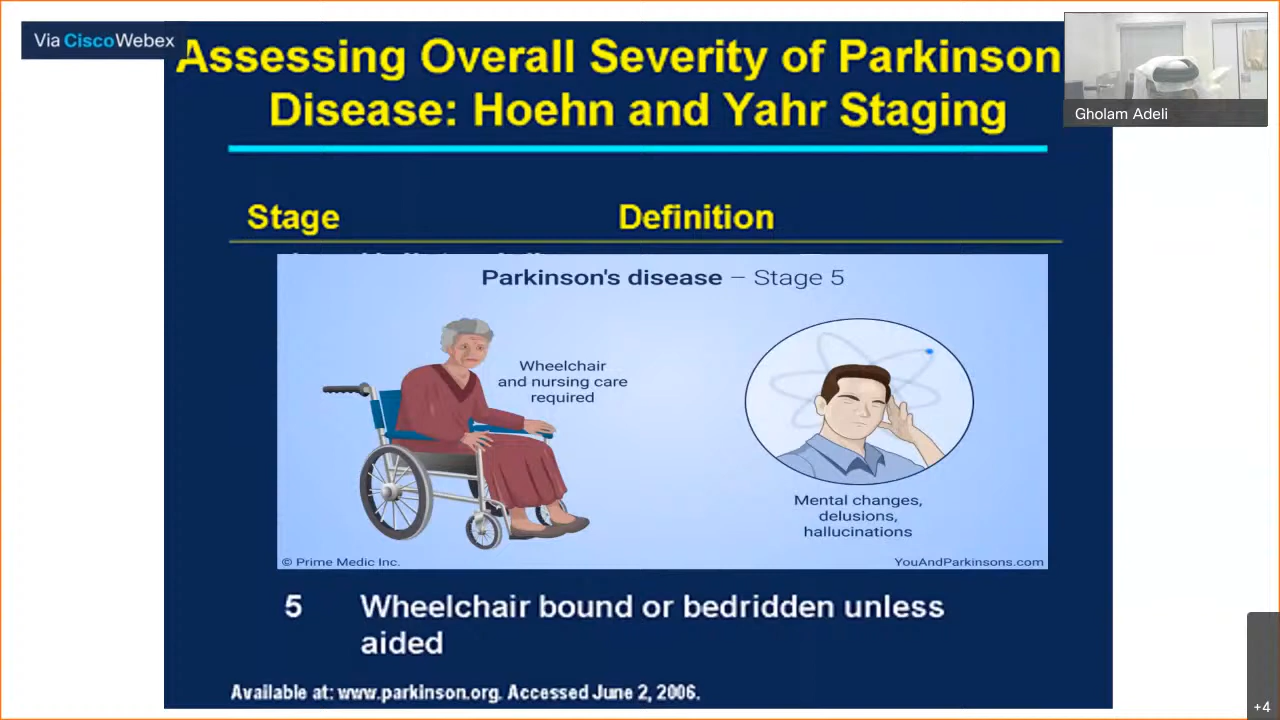 Via CiscoWebex
Assessing Overall Severity of Parkinson
Disease: Hoehn and Yahr Staging
Gholam Adeli
Stage Definition
Parkinson's disease – Stage 5
Wheelchair
and nursing care
required
Mental changes,
delusions,
hallucinations
© Prime Medic Inc.
YouAndParkinsons.com
5 Wheelchair bound or bedridden unless
aided
Available at: www.parkinson.org. Accessed June 2, 2006.
+4